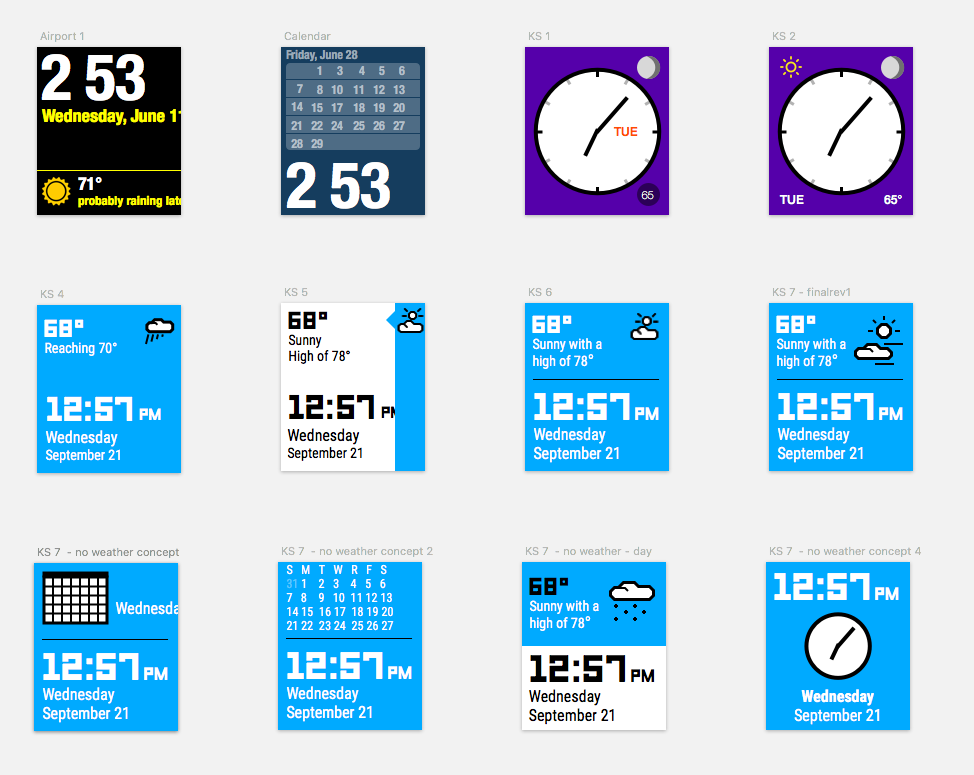 Airport 1
2 53
Wednesday, June 11
71°
probably raining late
Calendar
Friday, June 28
1 3 4 5 6
7 8 10 11 12 13
14 15 17 18 19 20
21 22 24 25 26 27
28 29
2 53
KS 1
TUE
65
KS 2
TUE 65°
KS 4
68°
Reaching 70°
12:57 PM
Wednesday
September 21
KS 5
68°
Sunny
High of 78°
12:57 PM
Wednesday
September 21
KS 6
68°
Sunny with a
high of 78°
12:57 PM
Wednesday
September 21
KS 7 - finalrev1
68°
Sunny with a
high of 78°
12:57 PM
Wednesday
September 21
KS 7 - no weather concept
Wednesda
12:57 PM
Wednesday
September 21
KS 7 - no weather concept 2
S M T W R F S
31 1 2 3 4 5 6
7 8 9 10 11 12 13
14 15 16 17 18 19 20
21 22 23 24 25 26 27
12:57 PM
Wednesday
September 21
KS 7 - no weather - day
68°
Sunny with a
high of 78°
12:57 PM
Wednesday
September 21
KS 7 - no weather concept 4
12:57 PM
Wednesday
September 21